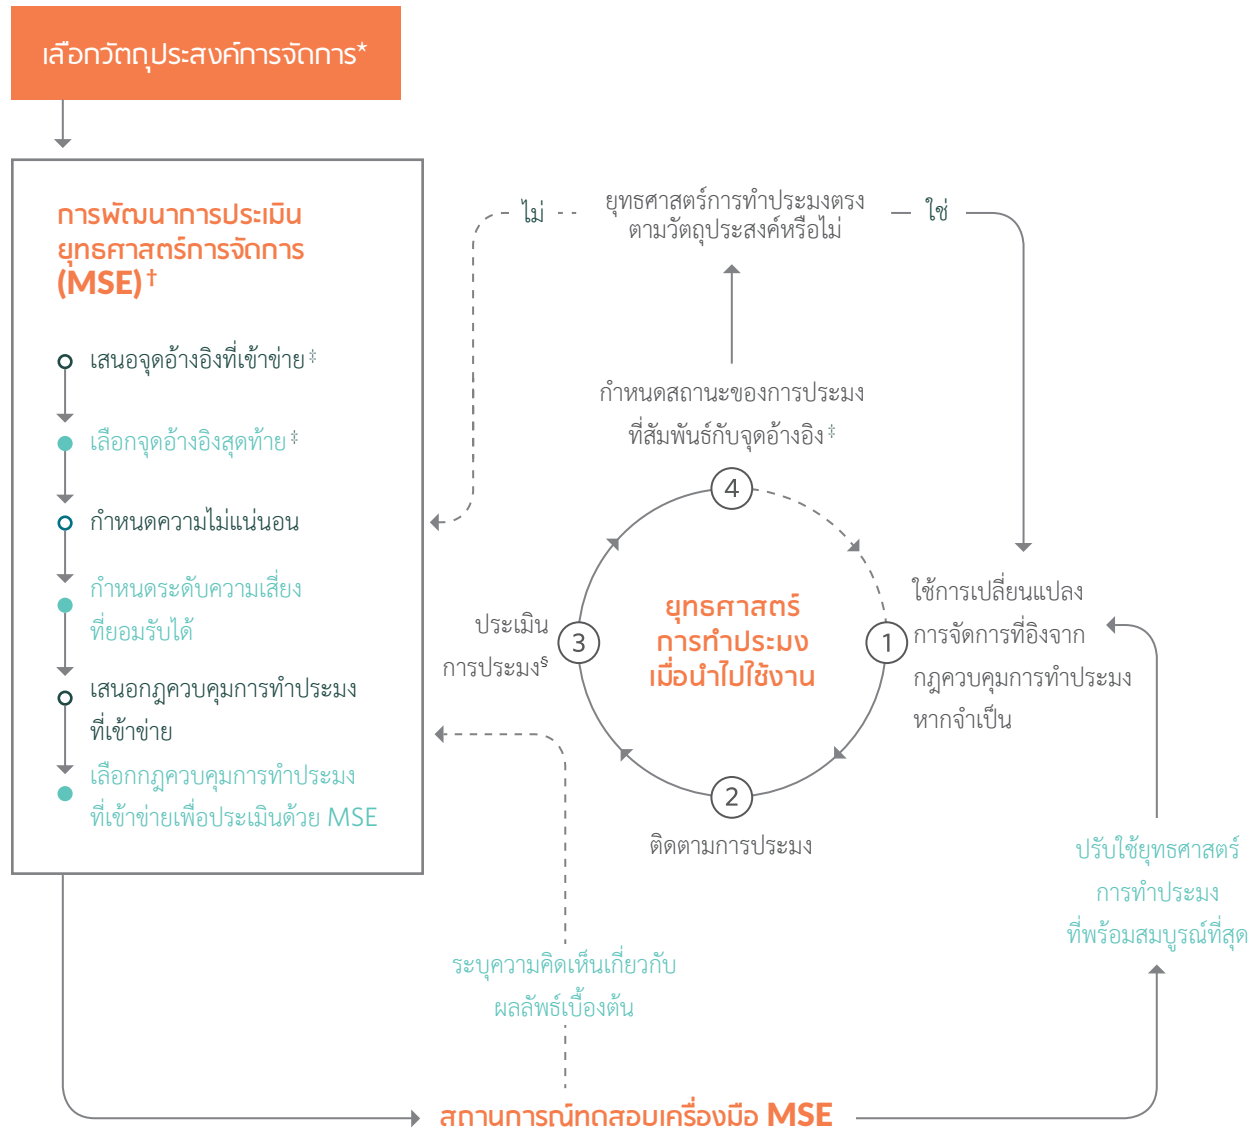 เลือกวัตถุประสงค์การจัดการ*
การพัฒนาการประเมิน
ยุทธศาสตร์การจัดการ
(MSE)†
เสนอจุดอ้างอิงที่เข้าข่าย‡
เลือกจุดอ้างอิงสุดท้าย‡
กำหนดความไม่แน่นอน
กำหนดระดับความเสี่ยง
ที่ยอมรับได้
เสนอกฎควบคุมการทำประมง
ที่เข้าข่าย
เลือกกฎควบคุมการทำประมง
ที่เข้าข่ายเพื่อประเมินด้วย MSE
ไม่
ยุทธศาสตร์การทำประมงตรง
ตามวัตถุประสงค์หรือไม่
ใช่
กำหนดสถานะของการประมง
ที่สัมพันธ์กับจุดอ้างอิง‡
4
ยุทธศาสตร์
การทำประมง
เมื่อนำไปใช้งาน
1
ใช้การเปลี่ยนแปลง
การจัดการที่อิงจาก
กฎควบคุมการทำประมง
หากจำเป็น
2
ติดตามการประมง
3
ประเมิน
การประมง§
ระบุความคิดเห็นเกี่ยวกับ
ผลลัพธ์เบื้องต้น
ปรับใช้ยุทธศาสตร์
การทำประมง
ที่พร้อมสมบูรณ์ที่สุด
สถานการณ์ทดสอบเครื่องมือ MSE